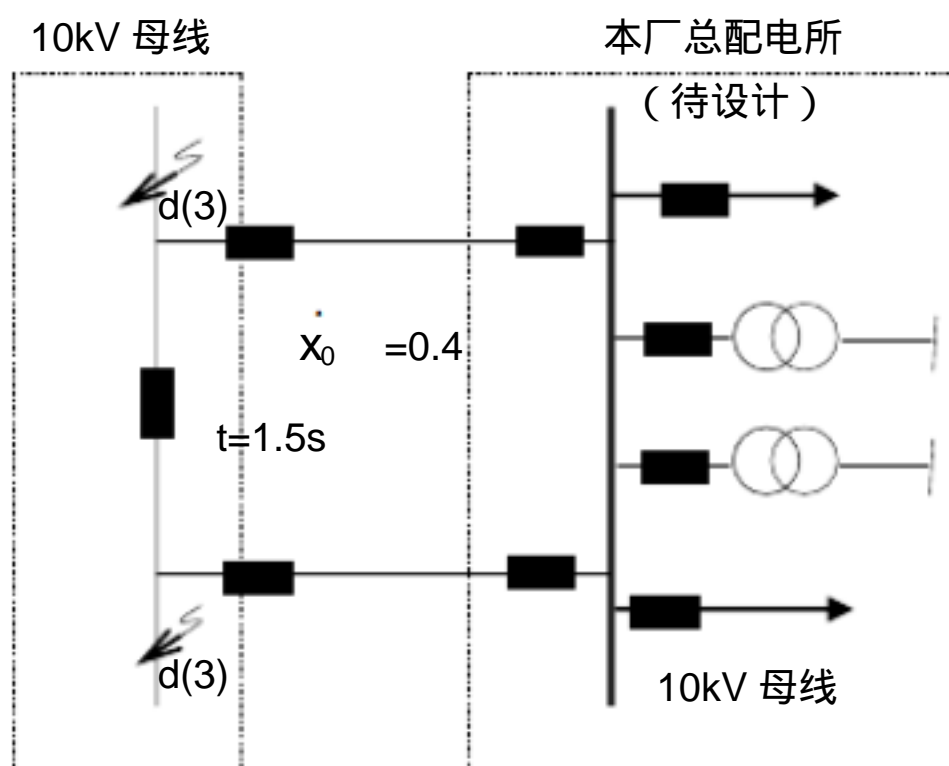 10kV 母线
本厂总配电所
（待设计）
d(3)
x₀ =0.4
t=1.5s
d(3)
10kV 母线